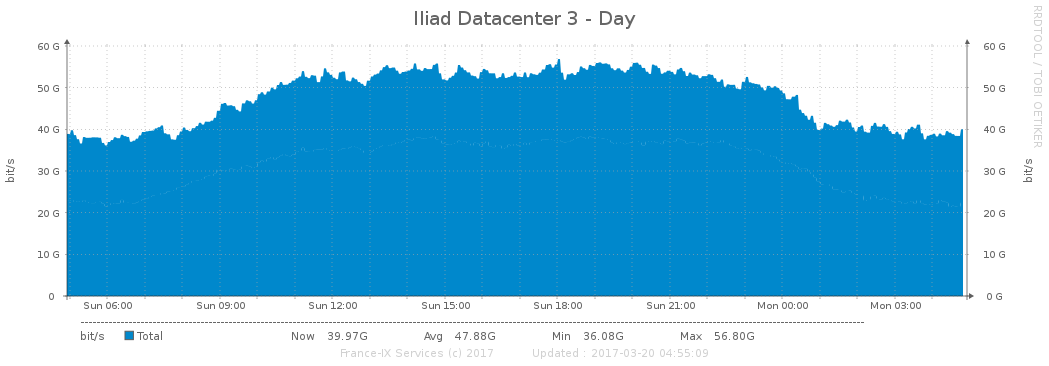 Iliad Datacenter 3 - Day
RRDTOOL / TOBI OETIKER
60 G 60 G
50 G 50 G
40 G 40 G
30 G 30 G
20 G 20 G
10 G 10 G
0 0 G
bit/s bit/s
Sun 06:00 Sun 09:00 Sun 12:00 Sun 15:00 Sun 18:00 Sun 21:00 Mon 00:00 Mon 03:00
bit/s Total Now 39.97G Avg 47.88G Min 36.08G Max 56.80G
France-IX Services (c) 2017 Updated : 2017-03-20 04:55:09